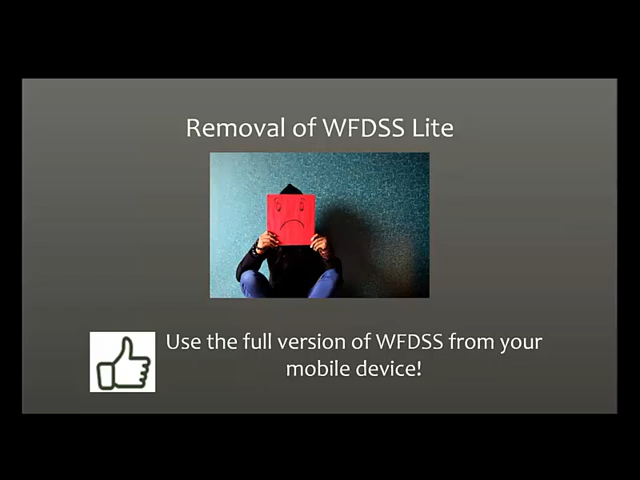 Removal of WFDSS Lite
Use the full version of WFDSS from your
mobile device!